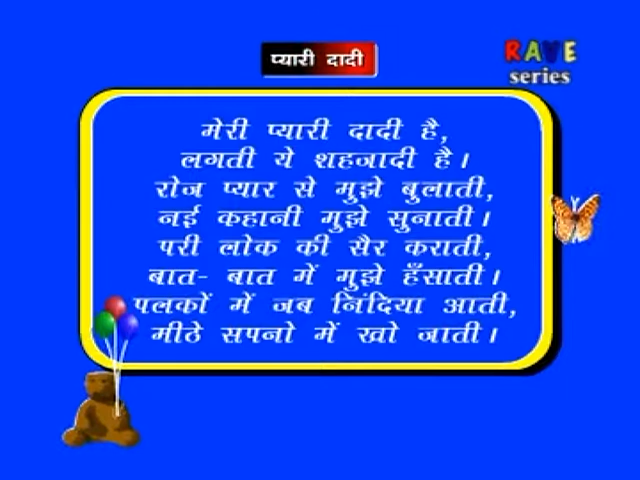 प्यारी दादी
RAVE
series
मेरी प्यारी दादी है,
लगती ये शहजादी है।
रोज प्यार से मुझे बुलाती,
नई कहानी मुझे सुनाती।
परी लोक की सैर कराती,
बात- बात में मुझे हँसाती।
पलकों में जब निंदिया आती,
मीठे सपनो में खो जाती।